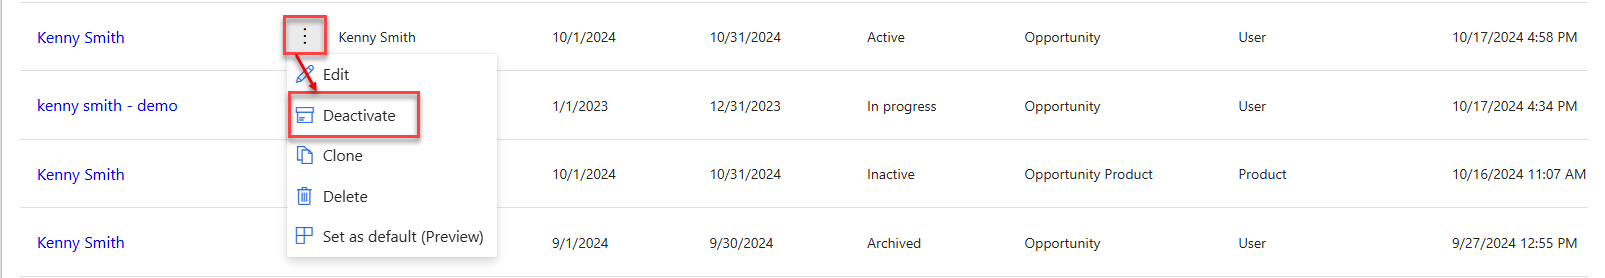 Kenny Smith Kenny Smith 10/1/2024 10/31/2024 Active Opportunity User 10/17/2024 4:58 PM
Edit
kenny smith - demo 1/1/2023 12/31/2023 In progress Opportunity User 10/17/2024 4:34 PM
Deactivate
Clone
Kenny Smith 10/1/2024 10/31/2024 Inactive Opportunity Product Product 10/16/2024 11:07 AM
Delete
Set as default (Preview)
Kenny Smith 9/1/2024 9/30/2024 Archived Opportunity User 9/27/2024 12:55 PM